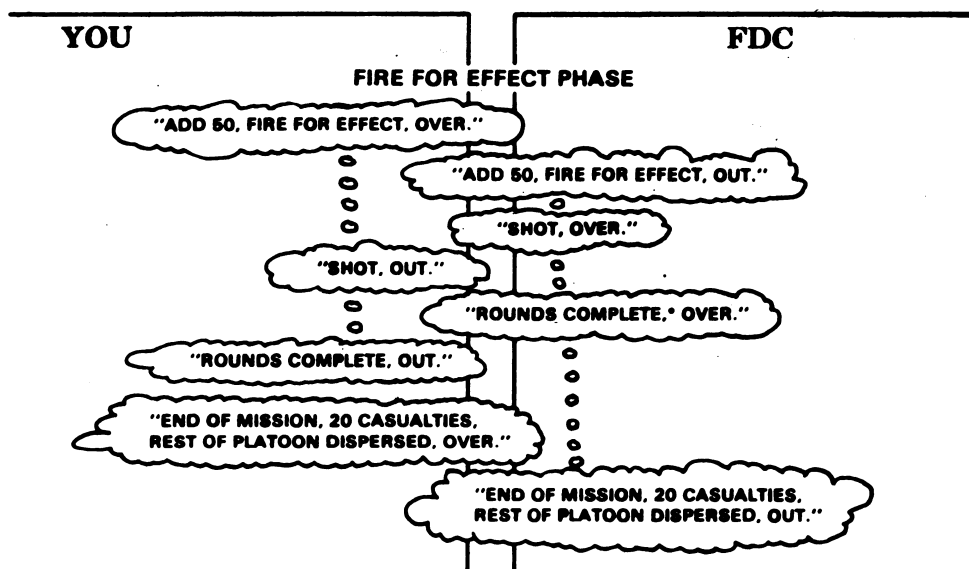 YOU
FDC
FIRE FOR EFFECT PHASE
"ADD 50, FIRE FOR EFFECT, OVER."
"ADD 50, FIRE FOR EFFECT, OUT."
"SHOT, OVER."
"SHOT, OUT."
"ROUNDS COMPLETE,* OVER."
"ROUNDS COMPLETE, OUT."
"END OF MISSION, 20 CASUALTIES,
REST OF PLATOON DISPERSED, OVER."
"END OF MISSION, 20 CASUALTIES,
REST OF PLATOON DISPERSED, OUT."